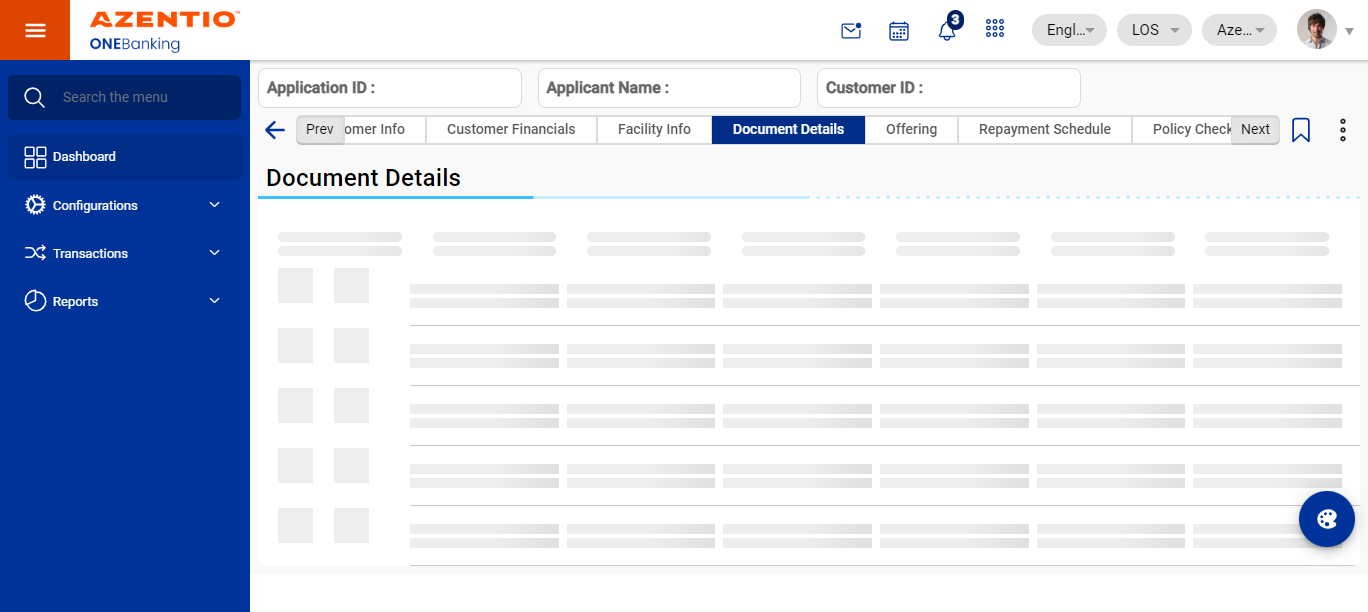 AZENTIO™
ONEBanking
3
Engl...
LOS
Aze...
Search the menu
Dashboard
Configurations
Transactions
Reports
Application ID :
Applicant Name :
Customer ID :
Prev
omer Info
Customer Financials
Facility Info
Document Details
Offering
Repayment Schedule
Policy Check
Next
Document Details